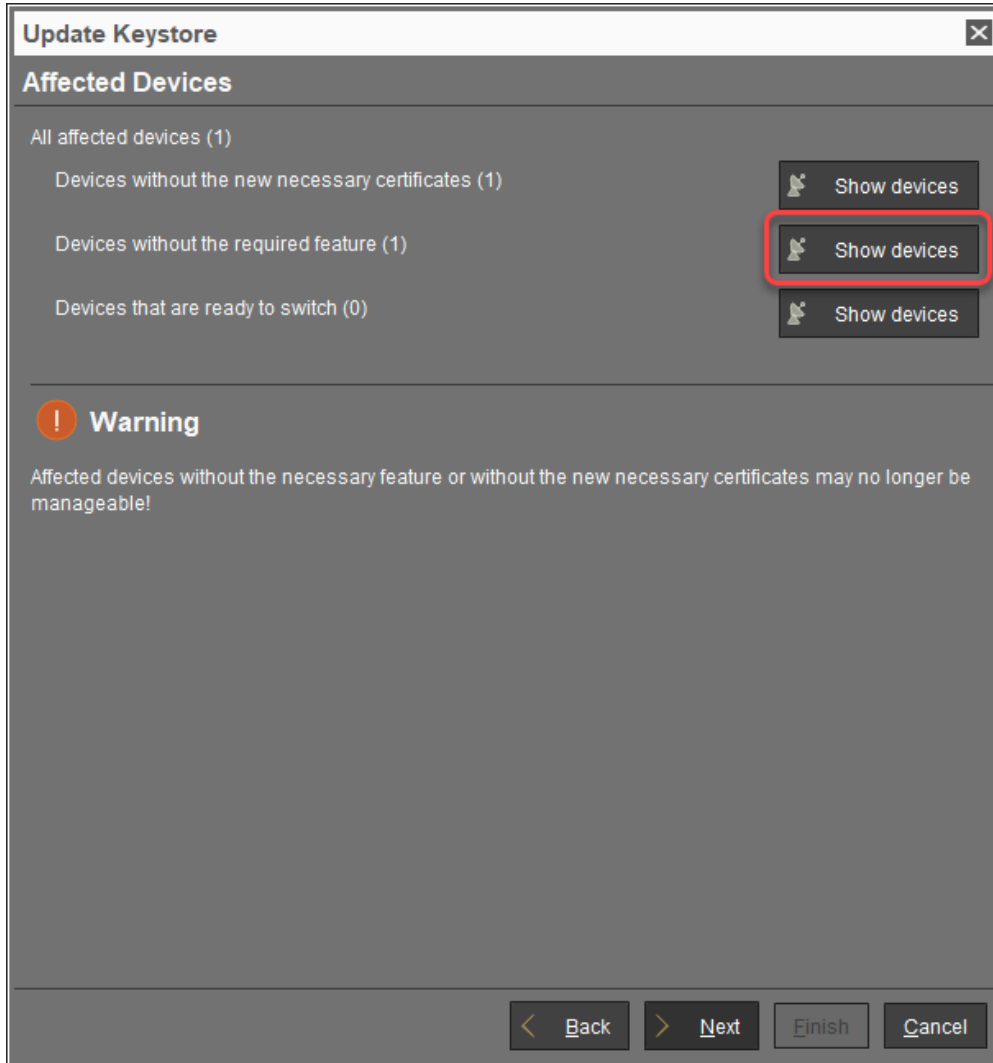 Update Keystore
Affected Devices
All affected devices (1)
Devices without the new necessary certificates (1)
Show devices
Devices without the required feature (1)
Show devices
Devices that are ready to switch (0)
Show devices
! Warning
Affected devices without the necessary feature or without the new necessary certificates may no longer be
manageable!
Back
Next
Finish
Cancel